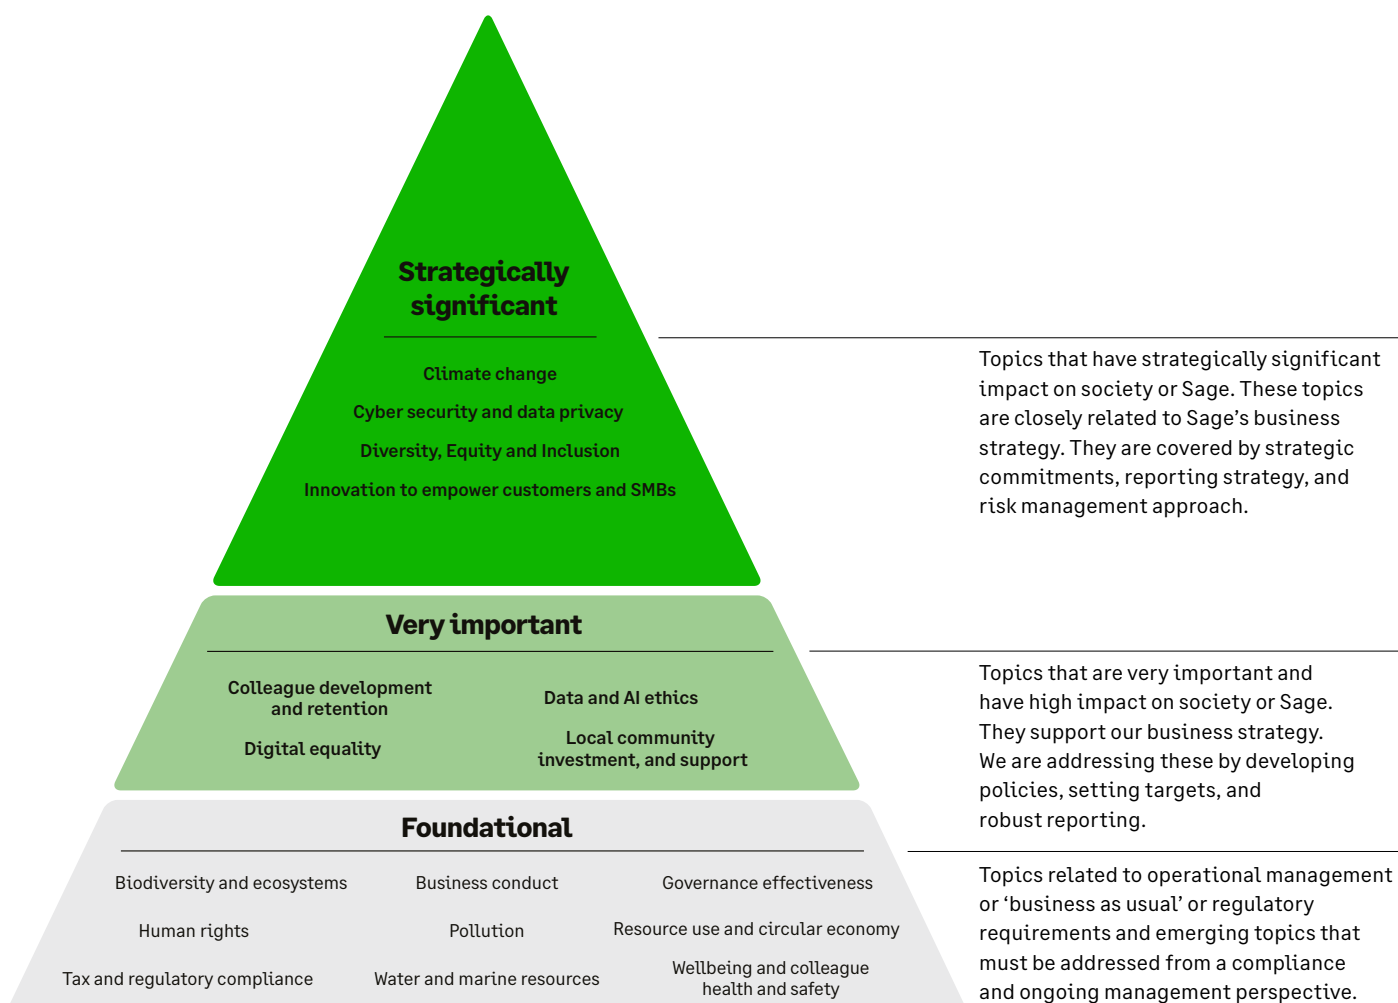 Strategically
significant
Climate change
Cyber security and data privacy
Diversity, Equity and Inclusion
Innovation to empower customers and SMBs
Topics that have strategically significant
impact on society or Sage. These topics
are closely related to Sage’s business
strategy. They are covered by strategic
commitments, reporting strategy, and
risk management approach.
Very important
Colleague development
and retention
Data and AI ethics
Digital equality
Local community
investment, and support
Topics that are very important and
have high impact on society or Sage.
They support our business strategy.
We are addressing these by developing
policies, setting targets, and
robust reporting.
Foundational
Biodiversity and ecosystems
Business conduct
Governance effectiveness
Human rights
Pollution
Resource use and circular economy
Tax and regulatory compliance
Water and marine resources
Wellbeing and colleague
health and safety
Topics related to operational management
or ‘business as usual’ or regulatory
requirements and emerging topics that
must be addressed from a compliance
and ongoing management perspective.